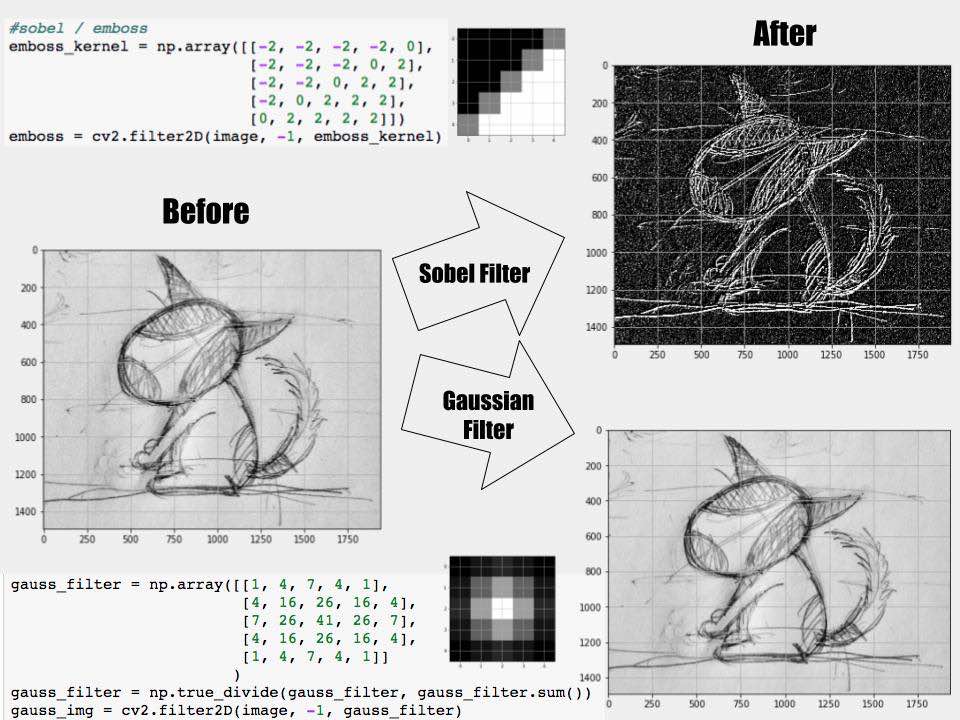 #sobel / emboss
emboss_kernel = np.array([[-2, -2, -2, -2, 0],
[-2, -2, -2, 0, 2],
[-2, -2, 0, 2, 2],
[-2, 0, 2, 2, 2],
[0, 2, 2, 2, 2]])
emboss = cv2.filter2D(image, -1, emboss_kernel)
After
0
200
400
600
800
1000
1200
1400
0 250 500 750 1000 1250 1500 1750
Before
0
200
400
600
800
1000
1200
1400
0 250 500 750 1000 1250 1500 1750
Sobel Filter
Gaussian
Filter
0
200
400
600
800
1000
1200
1400
0 250 500 750 1000 1250 1500 1750
gauss_filter = np.array([[1, 4, 7, 4, 1],
[4, 16, 26, 16, 4],
[7, 26, 41, 26, 7],
[4, 16, 26, 16, 4],
[1, 4, 7, 4, 1]]
)
gauss_filter = np.true_divide(gauss_filter, gauss_filter.sum())
gauss_img = cv2.filter2D(image, -1, gauss_filter)